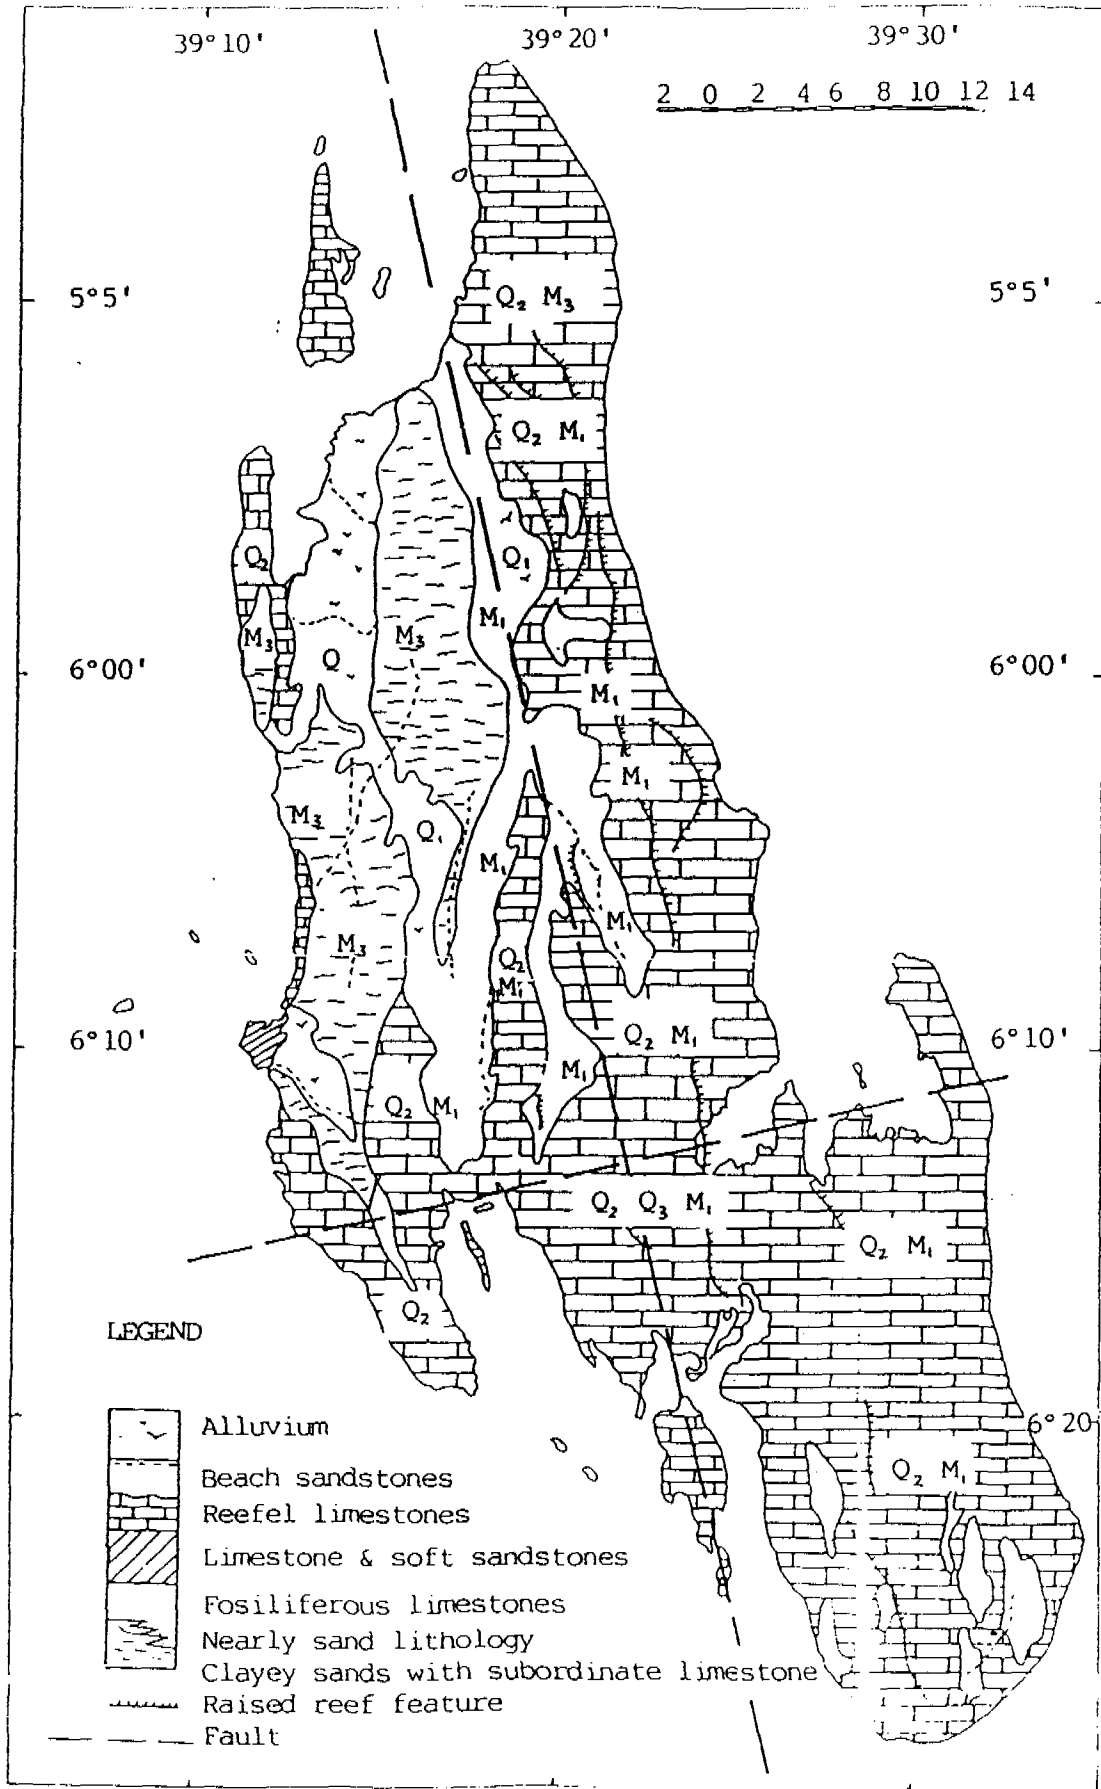 39°10' 39°20' 39°30'
2 0 2 4 6 8 10 12 14
5°5' 5°5'
Q₂ M₃
Q₂ M₁
Q₂
Q₁
M₁
M₃ M₃
Q
6°00' 6°00'
M₁
M₁
M₃
Q₁
M₁
M₁
M₃
Q₂
M₁
6°10' Q₂ M₁ 6°10'
M₁
Q₂ M₁
Q₂ Q₃ M₁
Q₂ M₁
Q₂
LEGEND
6°20
Alluvium
Q₂ M₁
Beach sandstones
Reefel limestones
Limestone & soft sandstones
Fosiliferous limestones
Nearly sand lithology
Clayey sands with subordinate limestone
Raised reef feature
Fault